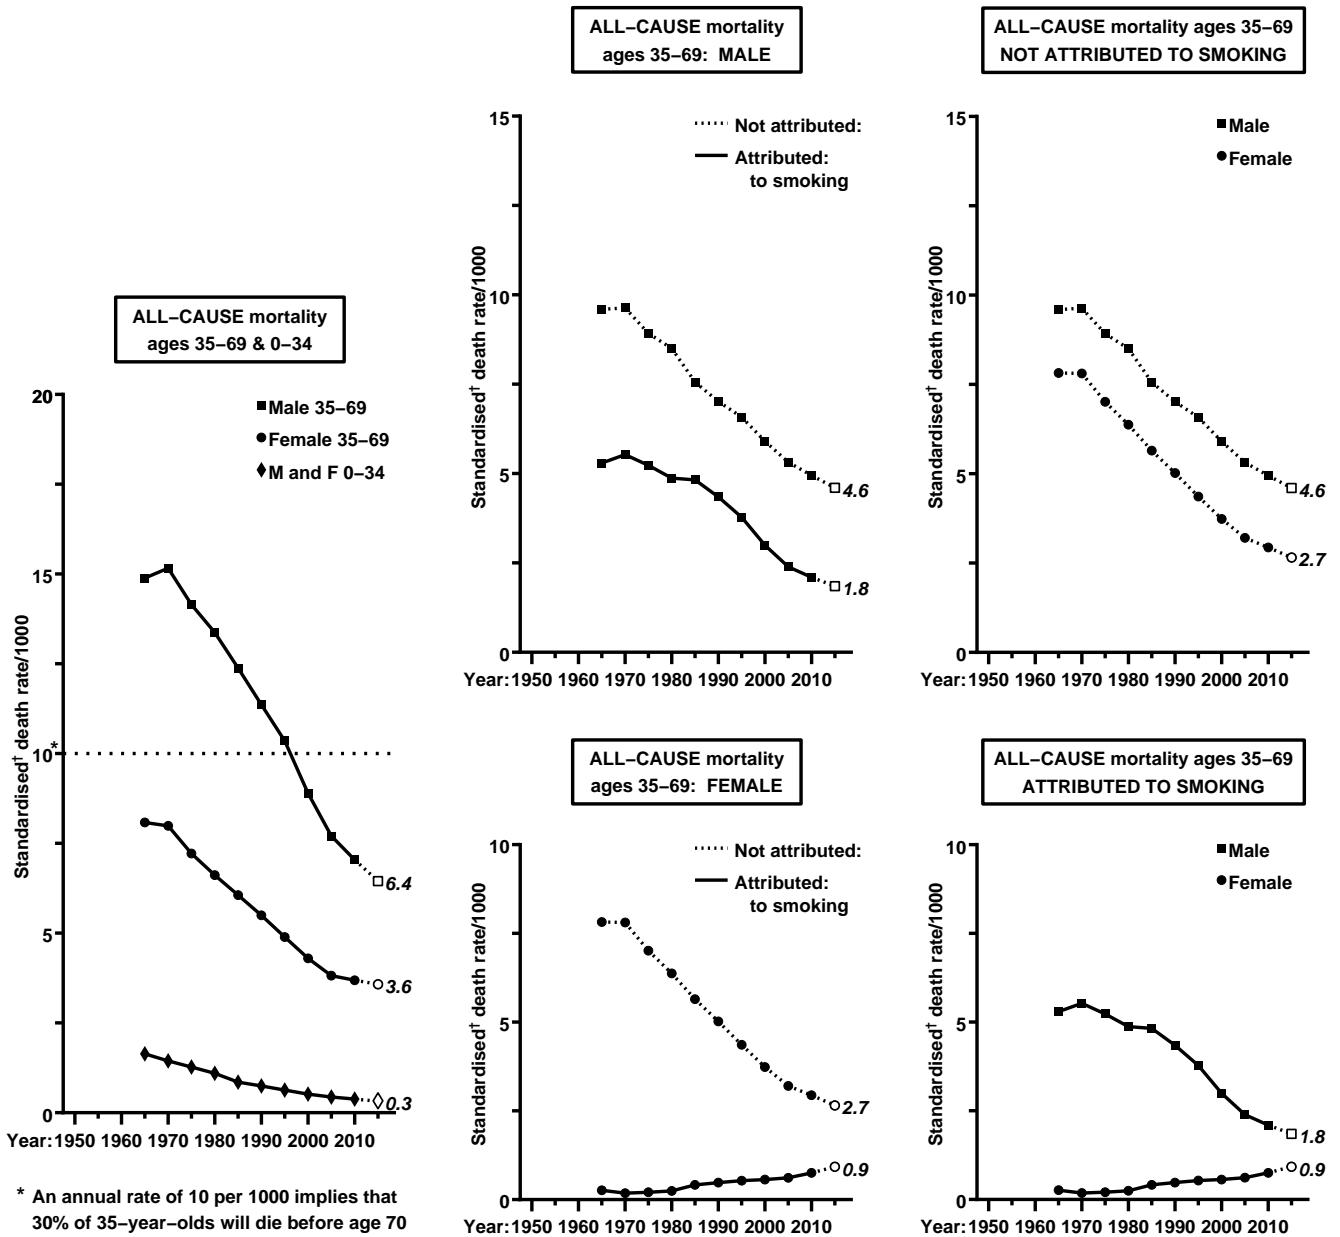 ALL–CAUSE mortality
ages 35–69 & 0–34
20
15
10*
5
0
Standardised† death rate/1000
Male 35–69
Female 35–69
M and F 0–34
6.4
3.6
0.3
Year: 1950 1960 1970 1980 1990 2000 2010
* An annual rate of 10 per 1000 implies that
30% of 35–year–olds will die before age 70
ALL–CAUSE mortality
ages 35–69: MALE
15
10
5
0
Standardised† death rate/1000
Not attributed:
Attributed:
to smoking
4.6
1.8
Year: 1950 1960 1970 1980 1990 2000 2010
ALL–CAUSE mortality ages 35–69
NOT ATTRIBUTED TO SMOKING
15
10
5
0
Standardised† death rate/1000
Male
Female
4.6
2.7
Year: 1950 1960 1970 1980 1990 2000 2010
ALL–CAUSE mortality
ages 35–69: FEMALE
10
5
0
Standardised† death rate/1000
Not attributed:
Attributed:
to smoking
2.7
0.9
Year: 1950 1960 1970 1980 1990 2000 2010
ALL–CAUSE mortality ages 35–69
ATTRIBUTED TO SMOKING
10
5
0
Standardised† death rate/1000
Male
Female
1.8
0.9
Year: 1950 1960 1970 1980 1990 2000 2010